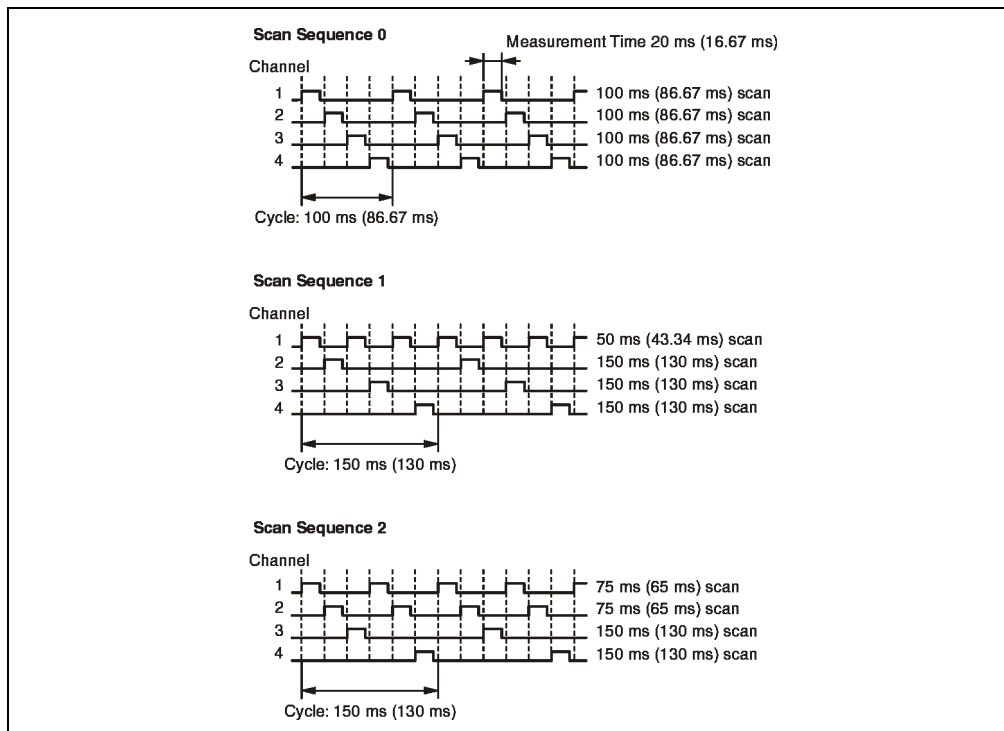 Scan Sequence 0
Measurement Time 20 ms (16.67 ms)
Channel
1 100 ms (86.67 ms) scan
2 100 ms (86.67 ms) scan
3 100 ms (86.67 ms) scan
4 100 ms (86.67 ms) scan
Cycle: 100 ms (86.67 ms)
Scan Sequence 1
Channel
1 50 ms (43.34 ms) scan
2 150 ms (130 ms) scan
3 150 ms (130 ms) scan
4 150 ms (130 ms) scan
Cycle: 150 ms (130 ms)
Scan Sequence 2
Channel
1 75 ms (65 ms) scan
2 75 ms (65 ms) scan
3 150 ms (130 ms) scan
4 150 ms (130 ms) scan
Cycle: 150 ms (130 ms)